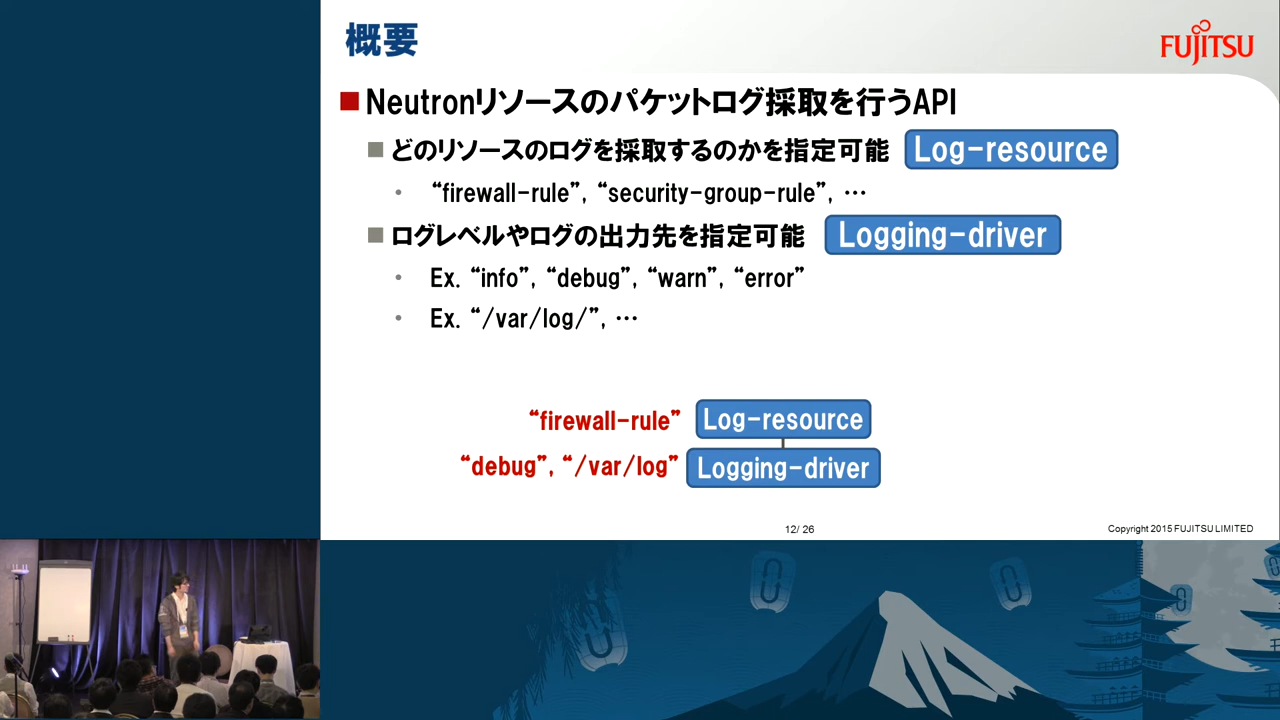 概要
FUJITSU
Neutronリソースのパケットログ採取を行うAPI
どのリソースのログを採取するのかを指定可能 Log-resource
“firewall-rule”, “security-group-rule”, …
ログレベルやログの出力先を指定可能 Logging-driver
Ex. “info”, “debug”, “warn”, “error”
Ex. “/var/log/”, …
“firewall-rule” Log-resource
“debug”, “/var/log” Logging-driver
12/ 26
Copyright 2015 FUJITSU LIMITED